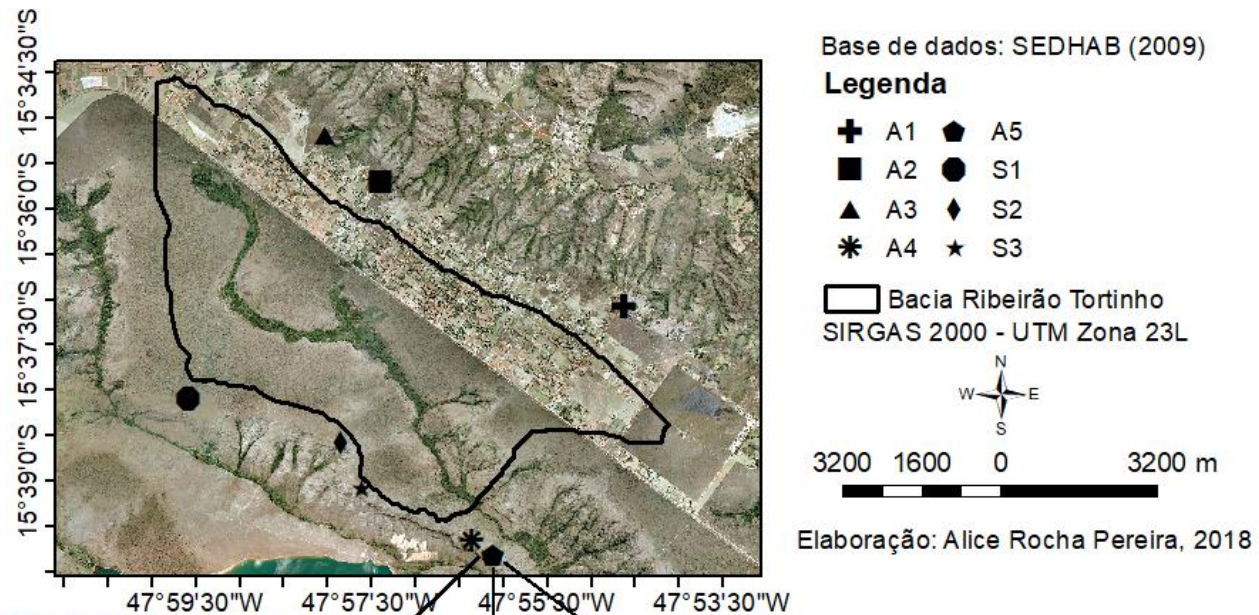 15°34'30"S
15°36'0"S
15°37'30"S
15°39'0"S
47°59'30"W
47°57'30"W
47°55'30"W
47°53'30"W
Base de dados: SEDHAB (2009)
Legenda
A1 A5
A2 S1
A3 S2
A4 S3
Bacia Ribeirão Tortinho
SIRGAS 2000 - UTM Zona 23L
N
W E
S
3200 1600 0 3200 m
Elaboração: Alice Rocha Pereira, 2018